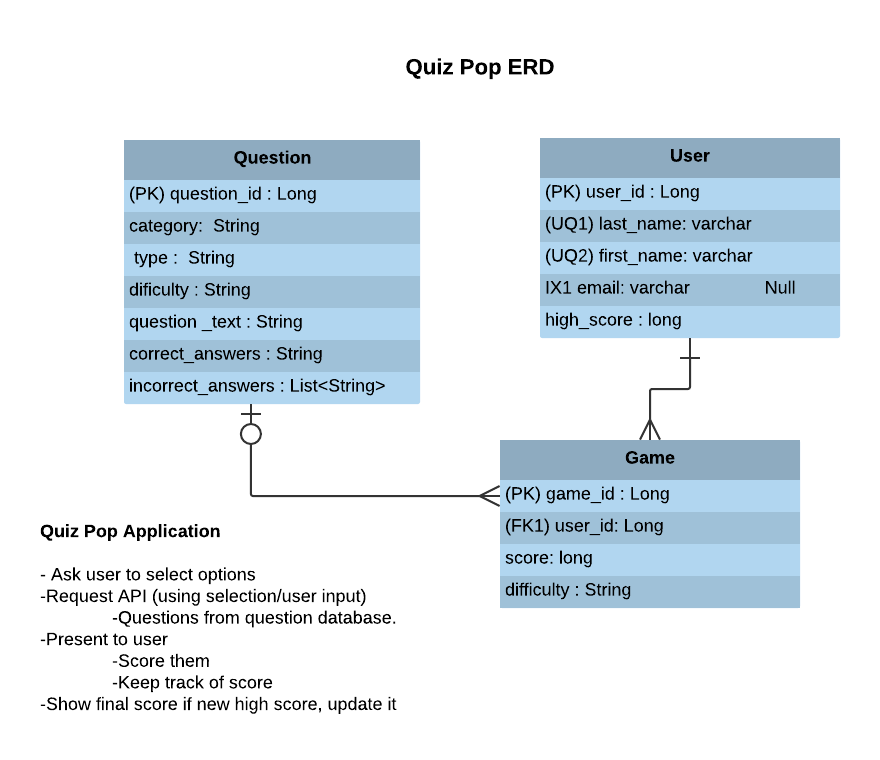 Quiz Pop ERD
Question
(PK) question_id : Long
category:  String
type :  String
dificulty : String
question _text : String
correct_answers : String
incorrect_answers : List<String>
User
(PK) user_id : Long
(UQ1) last_name: varchar
(UQ2) first_name: varchar
IX1 email: varchar Null
high_score : long
Game
(PK) game_id : Long
(FK1) user_id: Long
score: long
difficulty : String
Quiz Pop Application
- Ask user to select options
-Request API (using selection/user input)
-Questions from question database.
-Present to user
-Score them
-Keep track of score
-Show final score if new high score, update it